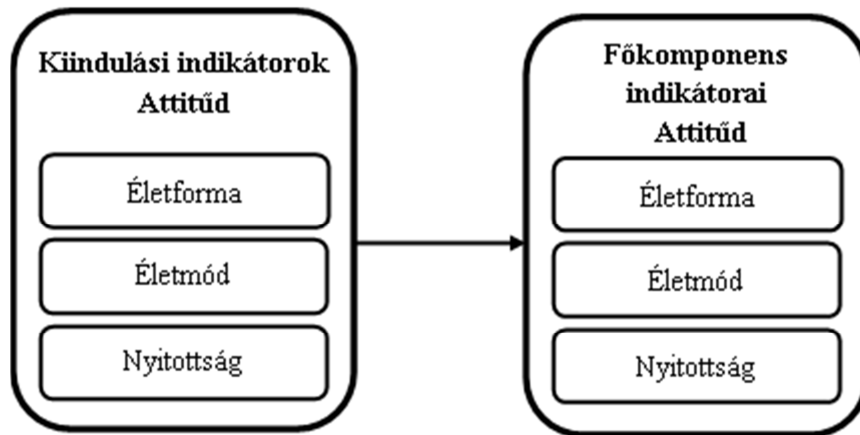 Kiindulási indikátorok
Attitűd
Életforma
Életmód
Nyitottság
Főkomponens
indikátorai
Attitűd
Életforma
Életmód
Nyitottság